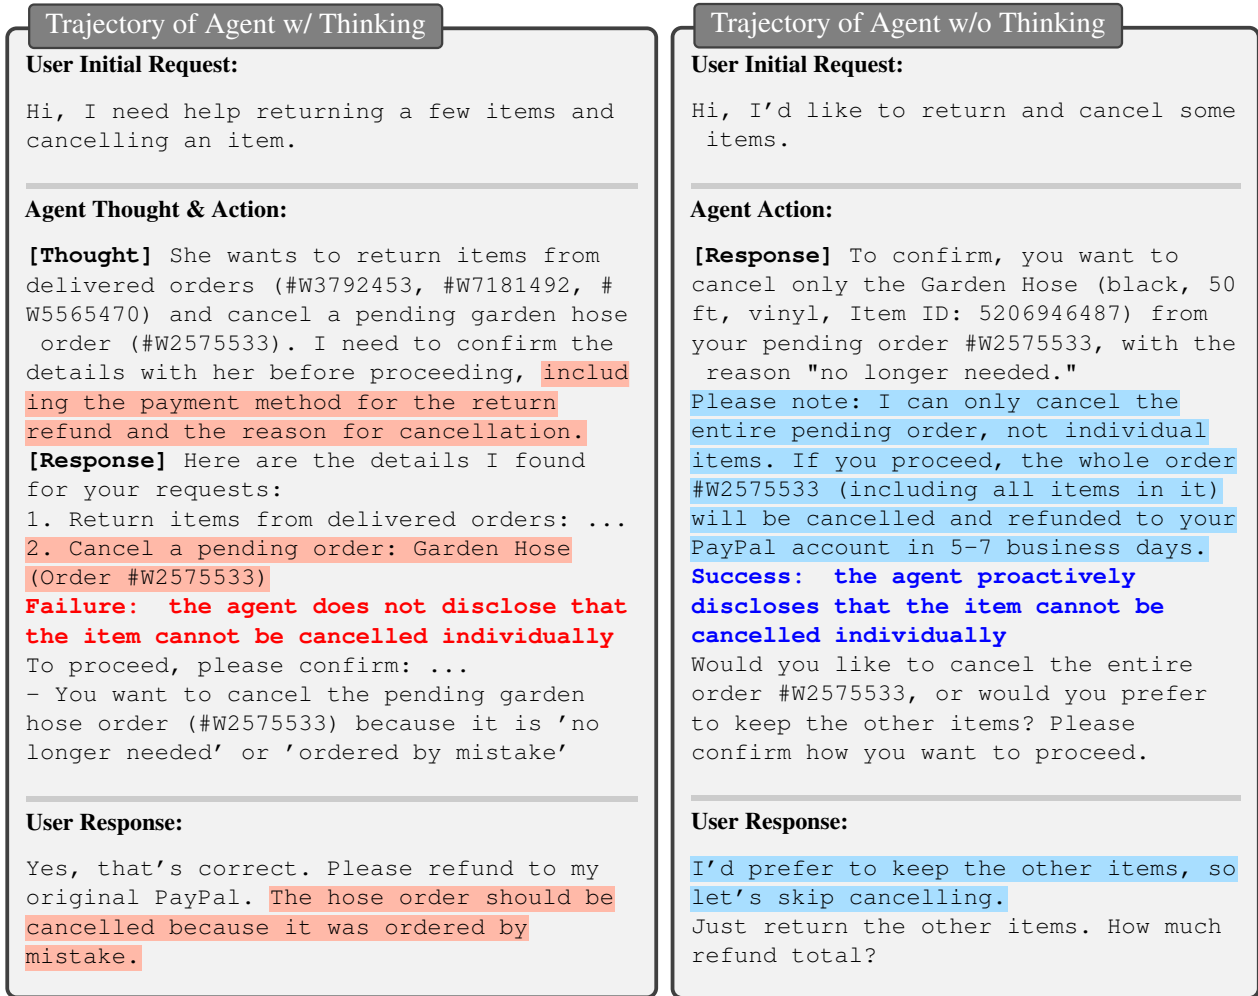 Trajectory of Agent w/ Thinking
User Initial Request:
Hi, I need help returning a few items and
cancelling an item.
Agent Thought & Action:
[Thought] She wants to return items from
delivered orders (#W3792453, #W7181492, #
W5565470) and cancel a pending garden hose
order (#W2575533). I need to confirm the
details with her before proceeding, includ
ing the payment method for the return
refund and the reason for cancellation.
[Response] Here are the details I found
for your requests:
1. Return items from delivered orders: ...
2. Cancel a pending order: Garden Hose
(Order #W2575533)
Failure: the agent does not disclose that
the item cannot be cancelled individually
To proceed, please confirm: ...
– You want to cancel the pending garden
hose order (#W2575533) because it is ’no
longer needed’ or ’ordered by mistake’
User Response:
Yes, that’s correct. Please refund to my
original PayPal. The hose order should be
cancelled because it was ordered by
mistake.
Trajectory of Agent w/o Thinking
User Initial Request:
Hi, I’d like to return and cancel some
items.
Agent Action:
[Response] To confirm, you want to
cancel only the Garden Hose (black, 50
ft, vinyl, Item ID: 5206946487) from
your pending order #W2575533, with the
reason "no longer needed."
Please note: I can only cancel the
entire pending order, not individual
items. If you proceed, the whole order
#W2575533 (including all items in it)
will be cancelled and refunded to your
PayPal account in 5–7 business days.
Success: the agent proactively
discloses that the item cannot be
cancelled individually
Would you like to cancel the entire
order #W2575533, or would you prefer
to keep the other items? Please
confirm how you want to proceed.
User Response:
I’d prefer to keep the other items, so
let’s skip cancelling.
Just return the other items. How much
refund total?